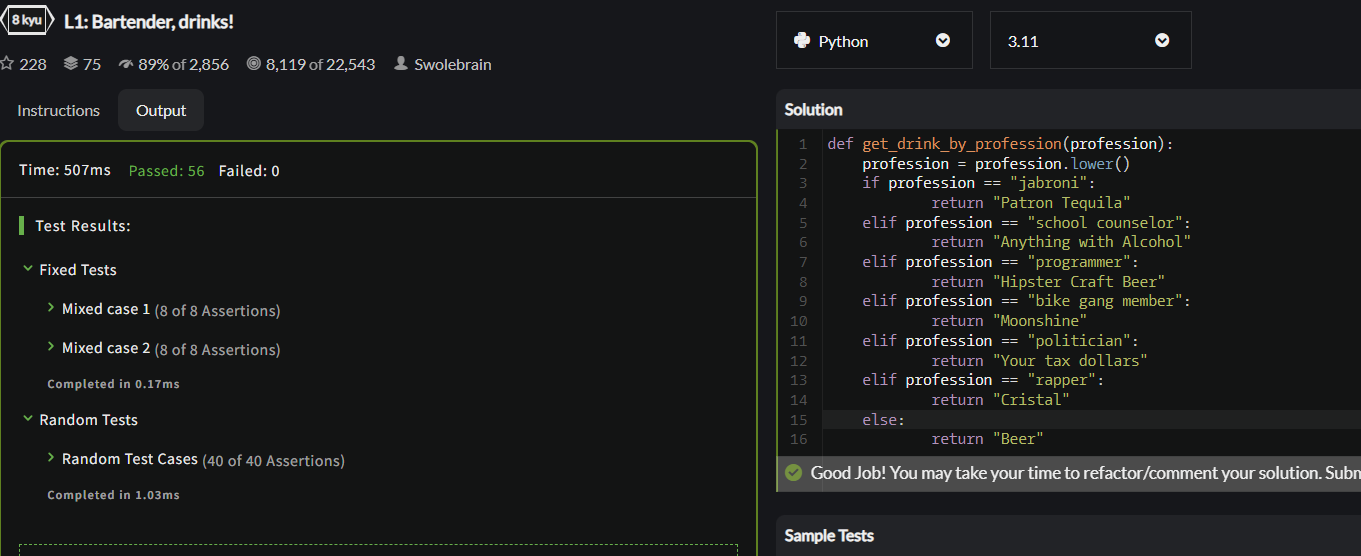 8 kyu L1: Bartender, drinks!
228 75 89% of 2,856 8,119 of 22,543 Swolebrain
Instructions Output
Time: 507ms Passed: 56 Failed: 0
Test Results:
Fixed Tests
Mixed case 1 (8 of 8 Assertions)
Mixed case 2 (8 of 8 Assertions)
Completed in 0.17ms
Random Tests
Random Test Cases (40 of 40 Assertions)
Completed in 1.03ms
Python 3.11
Solution
1 def get_drink_by_profession(profession):
2 profession = profession.lower()
3 if profession == "jabroni":
4 return "Patron Tequila"
5 elif profession == "school counselor":
6 return "Anything with Alcohol"
7 elif profession == "programmer":
8 return "Hipster Craft Beer"
9 elif profession == "bike gang member":
10 return "Moonshine"
11 elif profession == "politician":
12 return "Your tax dollars"
13 elif profession == "rapper":
14 return "Cristal"
15 else:
16 return "Beer"
Good Job! You may take your time to refactor/comment your solution. Subm
Sample Tests